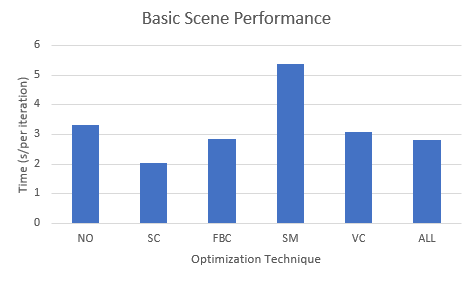 Basic Scene Performance
6
5
4
3
2
1
0
Time (s/per iteration)
NO SC FBC SM VC ALL
Optimization Technique